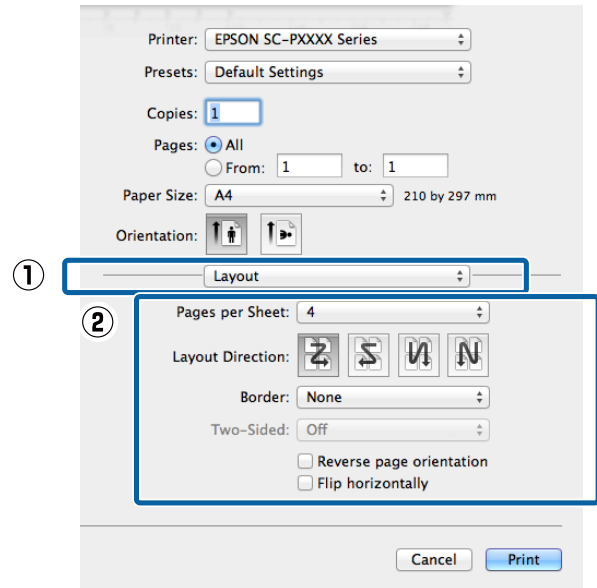 Printer: EPSON SC-PXXXX Series
Presets: Default Settings
Copies: 1
Pages: All
From: 1 to: 1
Paper Size: A4 210 by 297 mm
Orientation:
① Layout
②
Pages per Sheet: 4
Layout Direction:
Border: None
Two-Sided: Off
Reverse page orientation
Flip horizontally
Cancel Print